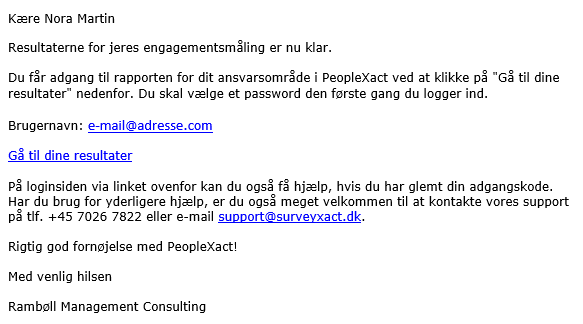 Kære Nora Martin
Resultaterne for jeres engagementsmåling er nu klar.
Du får adgang til rapporten for dit ansvarsområde i PeopleXact ved at klikke på "Gå til dine
resultater" nedenfor. Du skal vælge et password den første gang du logger ind.
Brugernavn: e-mail@adresse.com
Gå til dine resultater
På loginsiden via linket ovenfor kan du også få hjælp, hvis du har glemt din adgangskode.
Har du brug for yderligere hjælp, er du også meget velkommen til at kontakte vores support
på tlf. +45 7026 7822 eller e-mail support@surveyxact.dk.
Rigtig god fornøjelse med PeopleXact!
Med venlig hilsen
Rambøll Management Consulting